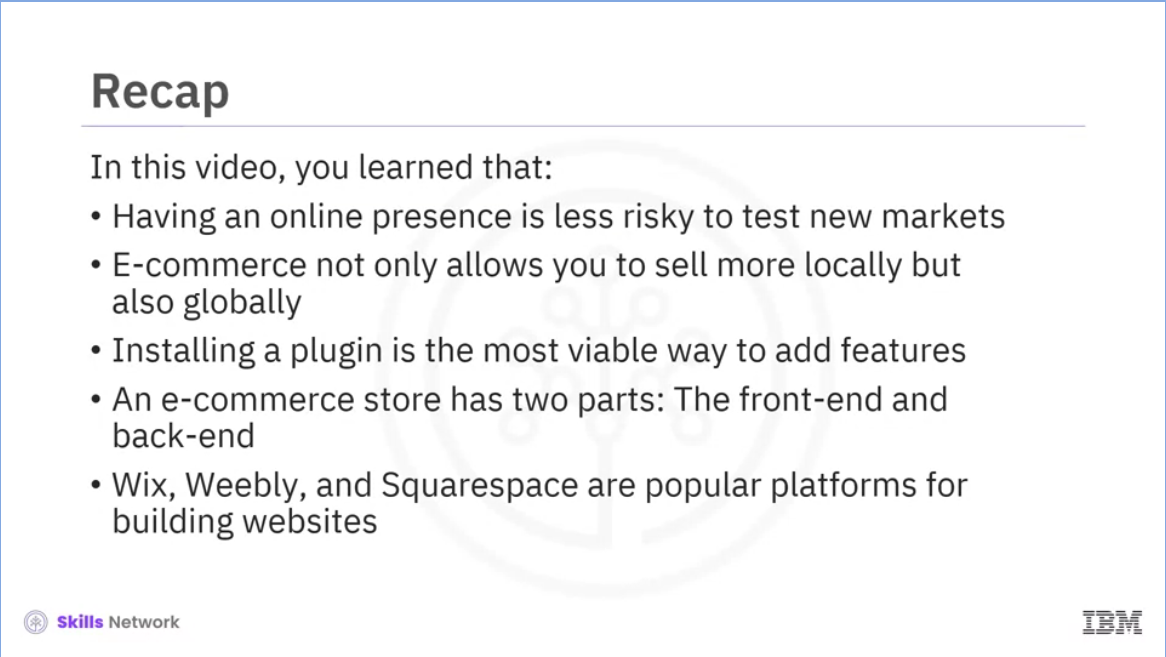 Recap
In this video, you learned that:
• Having an online presence is less risky to test new markets
• E-commerce not only allows you to sell more locally but
also globally
• Installing a plugin is the most viable way to add features
• An e-commerce store has two parts: The front-end and
back-end
• Wix, Weebly, and Squarespace are popular platforms for
building websites
Skills Network
IBM